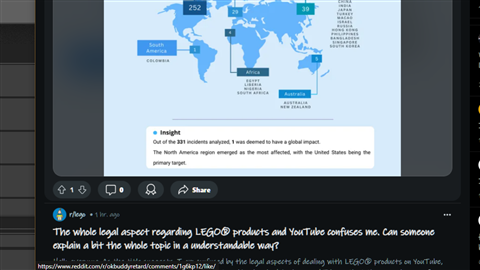 CHINA
INDIA
JAPAN
TURKEY
MACAO
ISRAEL
RUSSIA
HONG KONG
PHILIPPINES
BANGLADESH
SINGAPORE
SOUTH KOREA
252
29
39
4
South
America
1
COLOMBIA
Africa
EGYPT
LIBERIA
NIGERIA
SOUTH AFRICA
5
Australia
AUSTRALIA
NEW ZEALAND
Insight
Out of the 331 incidents analyzed, 1 was deemed to have a global impact.
The North America region emerged as the most affected, with the United States being the
primary target.
1
0
Share
r/lego • 1 hr. ago
The whole legal aspect regarding LEGO® products and YouTube confuses me. Can someone
explain a bit the whole topic in a understandable way?
by the legal aspects of dealing with LEGO® products on YouTube,
https://www.reddit.com/r/okbuddyretard/comments/1g6kp12/like/